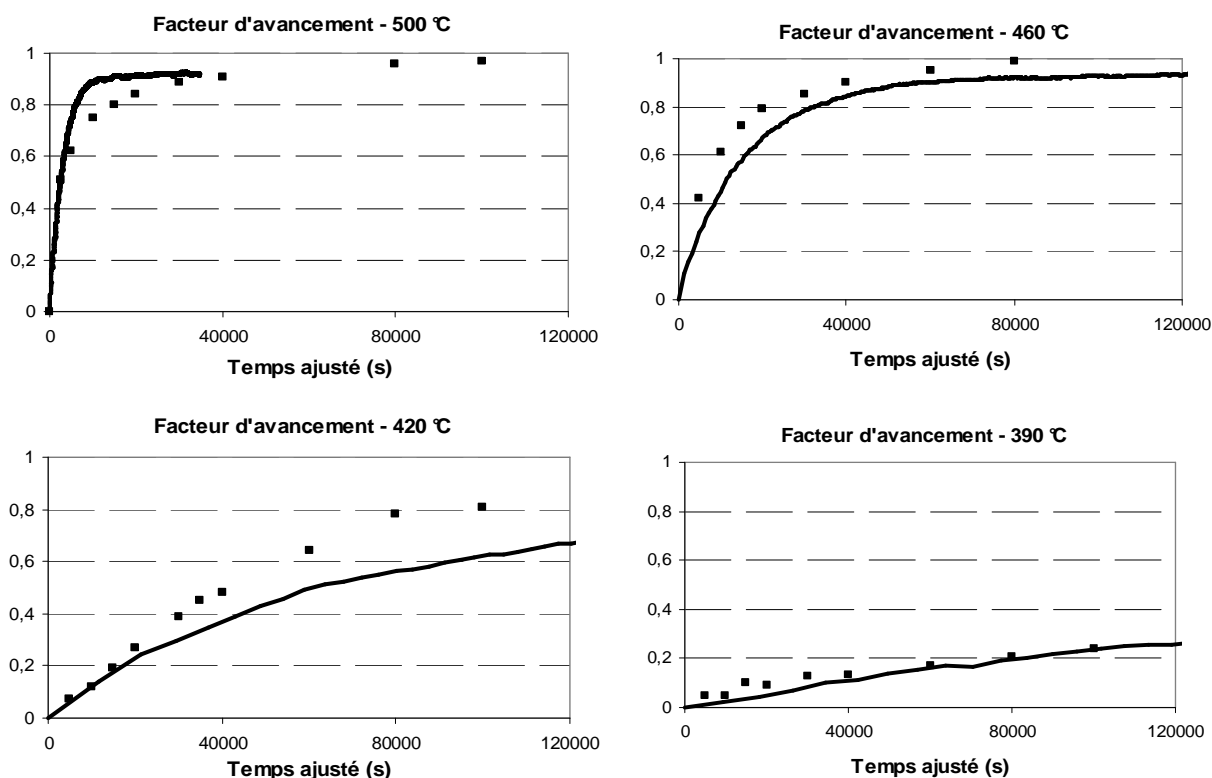 Facteur d'avancement - 500 °C
1
0,8
0,6
0,4
0,2
0
0 40000 80000 120000
Temps ajusté (s)
Facteur d'avancement - 460 °C
1
0,8
0,6
0,4
0,2
0
0 40000 80000 120000
Temps ajusté (s)
Facteur d'avancement - 420 °C
1
0,8
0,6
0,4
0,2
0
0 40000 80000 120000
Temps ajusté (s)
Facteur d'avancement - 390 °C
1
0,8
0,6
0,4
0,2
0
0 40000 80000 120000
Temps ajusté (s)